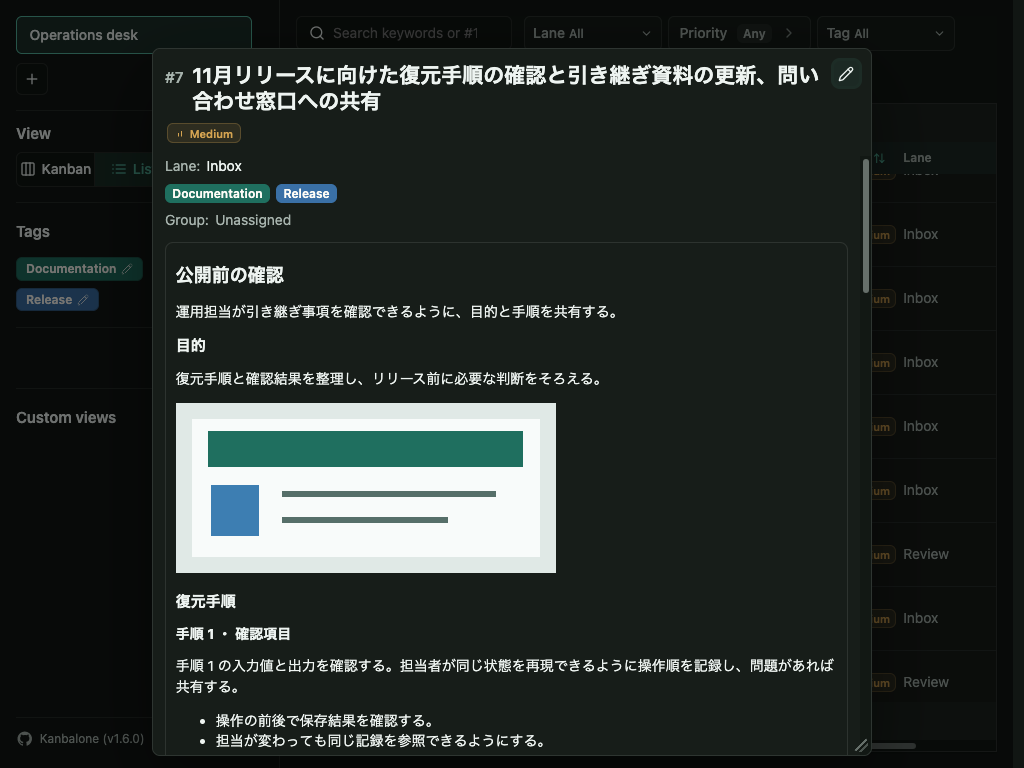 Operations desk
Search keywords or #1
Lane All
Priority Any
Tag All
#7 11月リリースに向けた復元手順の確認と引き継ぎ資料の更新、問い
合わせ窓口への共有
Medium
View
Lane: Inbox
Lane
Kanban
Documentation Release
Group: Unassigned
Tags
um Inbox
Documentation
公開前の確認
Release
um Inbox
運用担当が引き継ぎ事項を確認できるように、目的と手順を共有する。
目的
um Inbox
復元手順と確認結果を整理し、リリース前に必要な判断をそろえる。
Custom views
um Inbox
um Inbox
um Review
復元手順
um Inbox
手順 1 ・ 確認項目
手順 1 の入力値と出力を確認する。担当者が同じ状態を再現できるように操作順を記録し、問題があれば
共有する。
um Review
• 操作の前後で保存結果を確認する。
• 担当が変わっても同じ記録を参照できるようにする。
Kanbalone (v1.6.0)